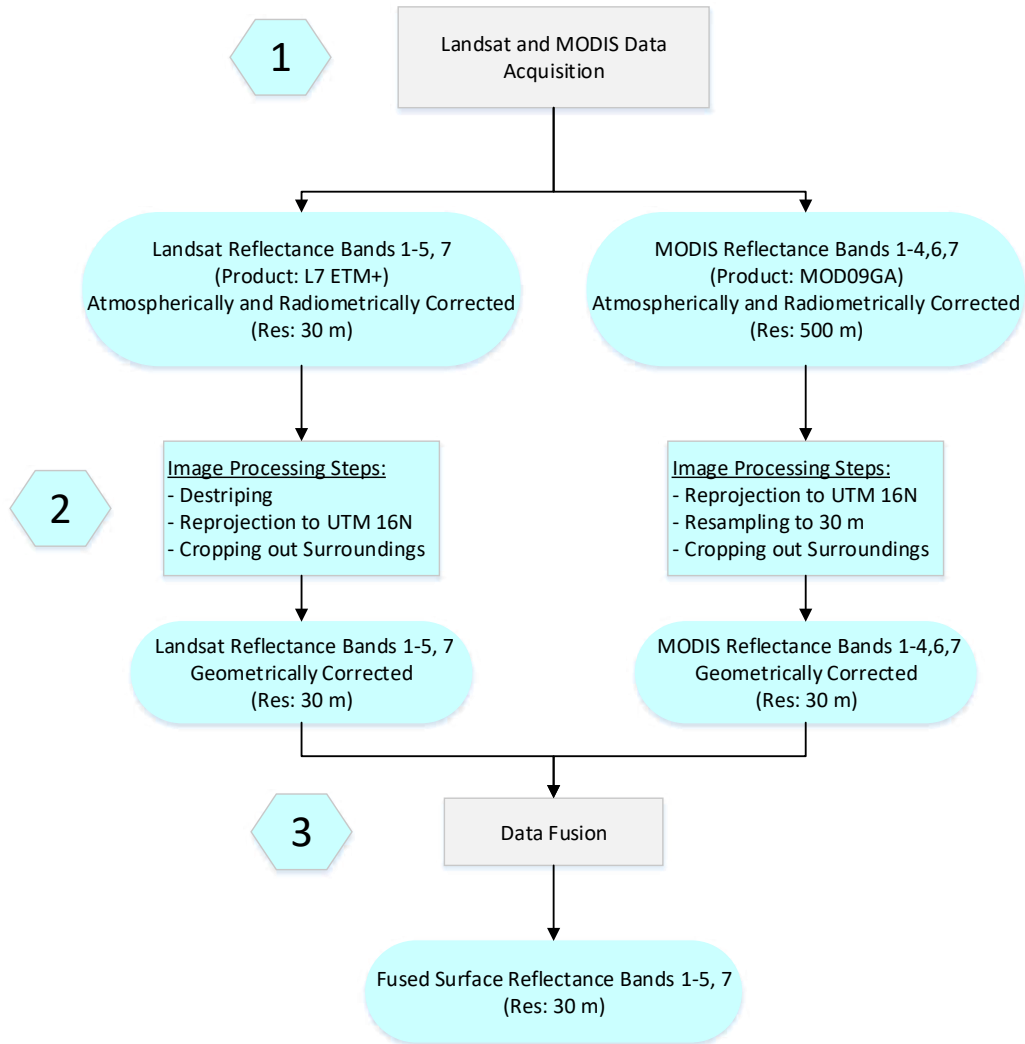 1
Landsat and MODIS Data
Acquisition
Landsat Reflectance Bands 1-5, 7
(Product: L7 ETM+)
Atmospherically and Radiometrically Corrected
(Res: 30 m)
MODIS Reflectance Bands 1-4,6,7
(Product: MOD09GA)
Atmospherically and Radiometrically Corrected
(Res: 500 m)
2
Image Processing Steps:
- Destriping
- Reprojection to UTM 16N
- Cropping out Surroundings
Image Processing Steps:
- Reprojection to UTM 16N
- Resampling to 30 m
- Cropping out Surroundings
Landsat Reflectance Bands 1-5, 7
Geometrically Corrected
(Res: 30 m)
MODIS Reflectance Bands 1-4,6,7
Geometrically Corrected
(Res: 30 m)
3
Data Fusion
Fused Surface Reflectance Bands 1-5, 7
(Res: 30 m)